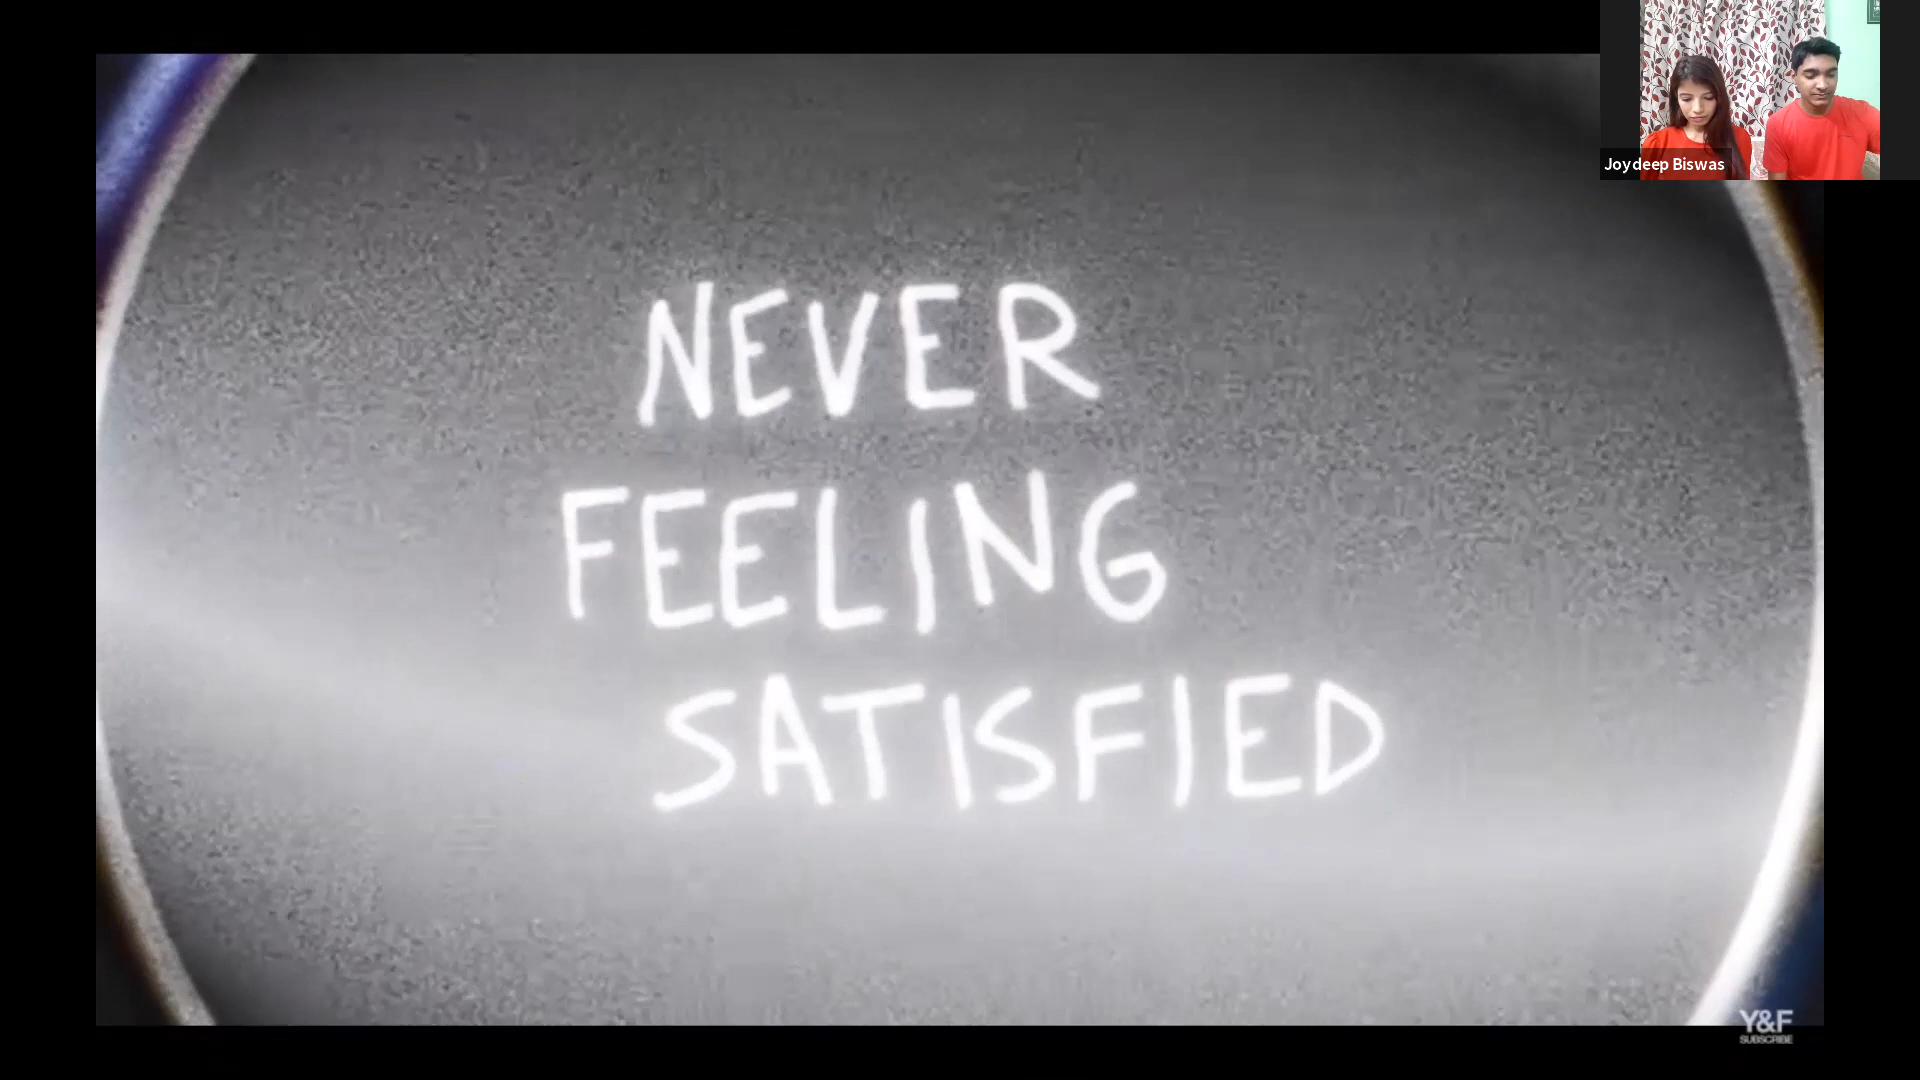 Joydeep Biswas
NEVER
FEELING
SATISFIED
Y&F
SUBSCRIBE